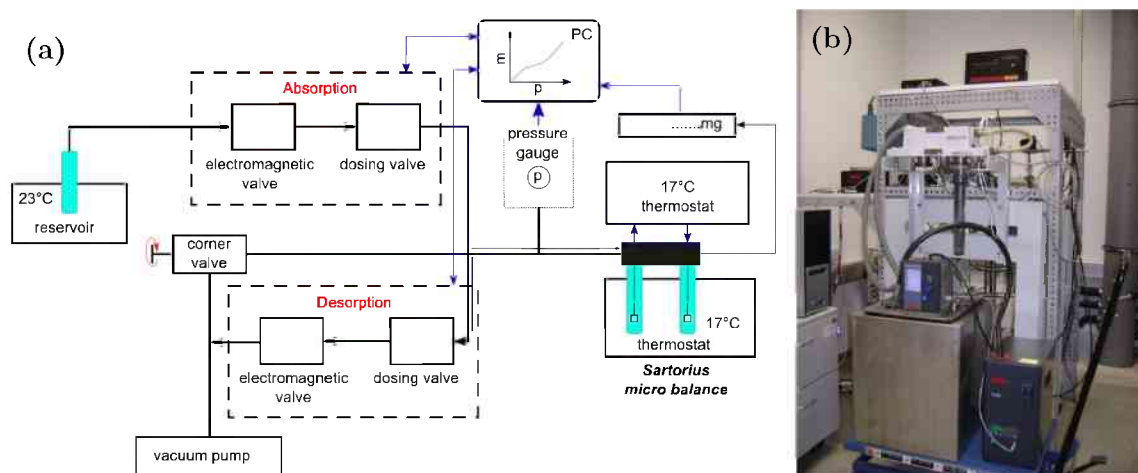 (a)
PC
m
p
Absorption
electromagnetic
valve
dosing valve
pressure
gauge
p
.......mg
23°C
reservoir
17°C
thermostat
corner
valve
Desorption
electromagnetic
valve
dosing valve
17°C
thermostat
Sartorius
micro balance
vacuum pump
(b)